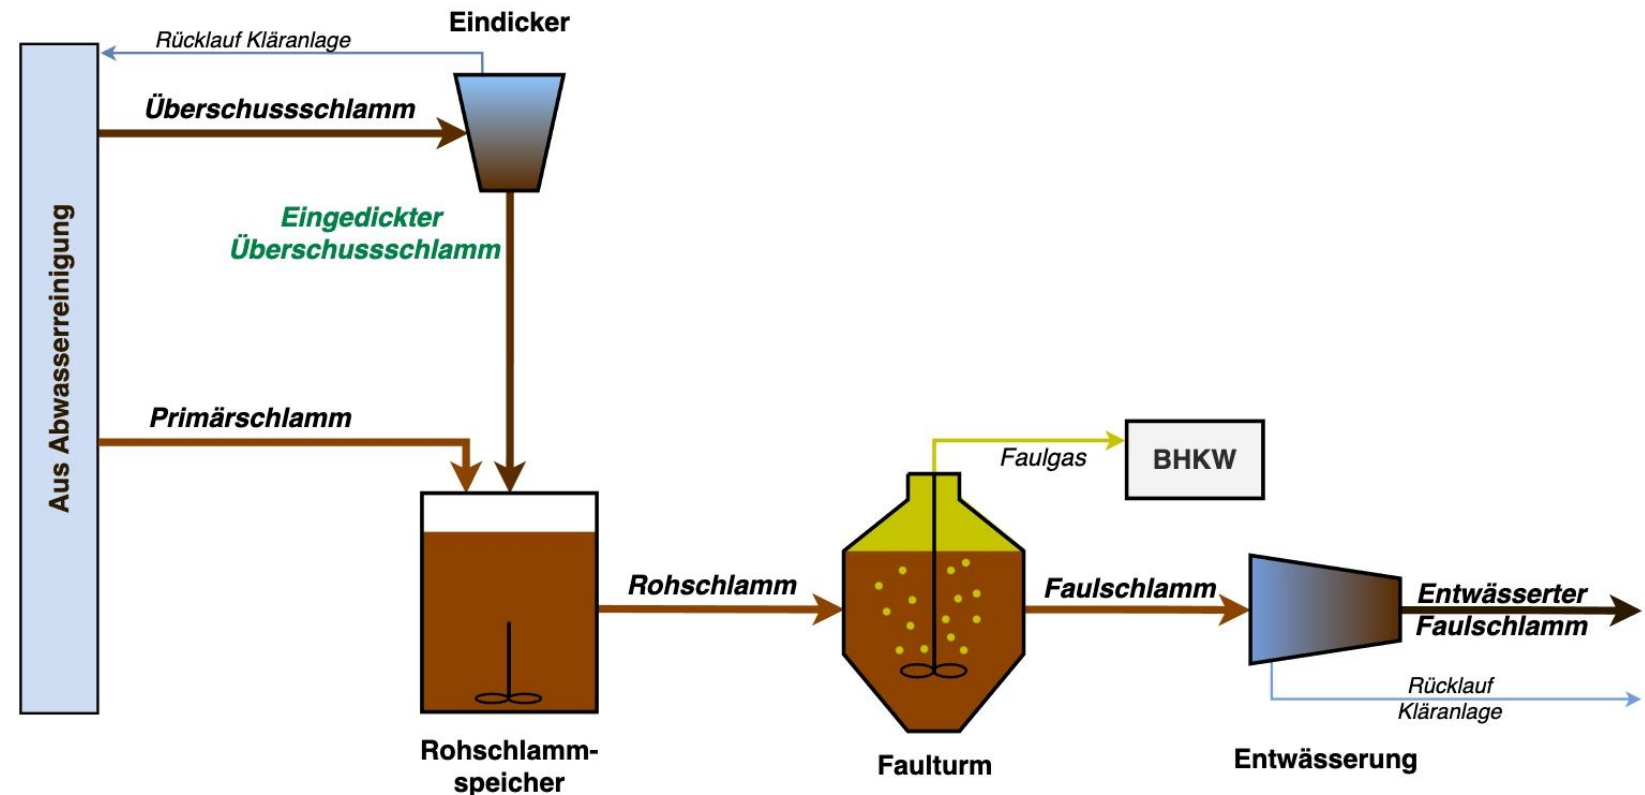 Eindicker
Rücklauf Kläranlage
Überschussschlamm
Eingedickter
Überschussschlamm
Aus Abwasserreinigung
Primärschlamm
Faulgas
BHKW
Rohschlamm
Faulschlamm
Entwässerter
Faulschlamm
Rücklauf
Kläranlage
Rohschlamm-
speicher
Faulturm
Entwässerung